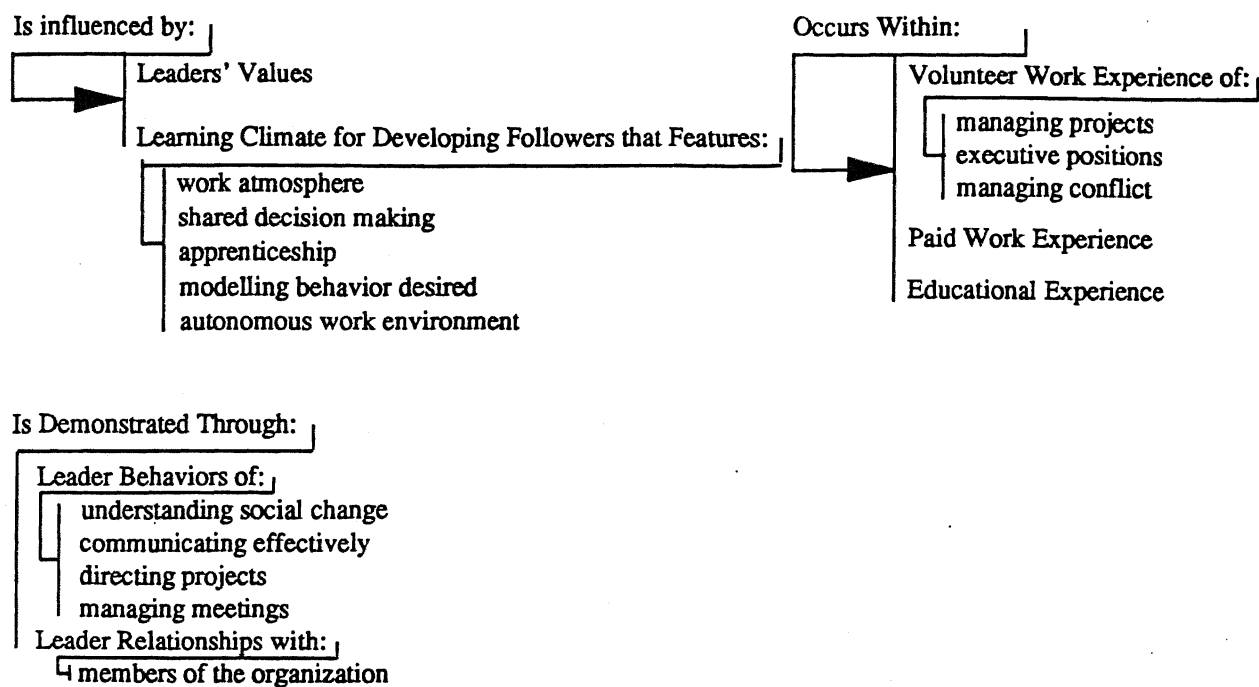 Is influenced by:
Leaders' Values
Learning Climate for Developing Followers that Features:
work atmosphere
shared decision making
apprenticeship
modelling behavior desired
autonomous work environment
Occurs Within:
Volunteer Work Experience of:
managing projects
executive positions
managing conflict
Paid Work Experience
Educational Experience
Is Demonstrated Through:
Leader Behaviors of:
understanding social change
communicating effectively
directing projects
managing meetings
Leader Relationships with:
members of the organization